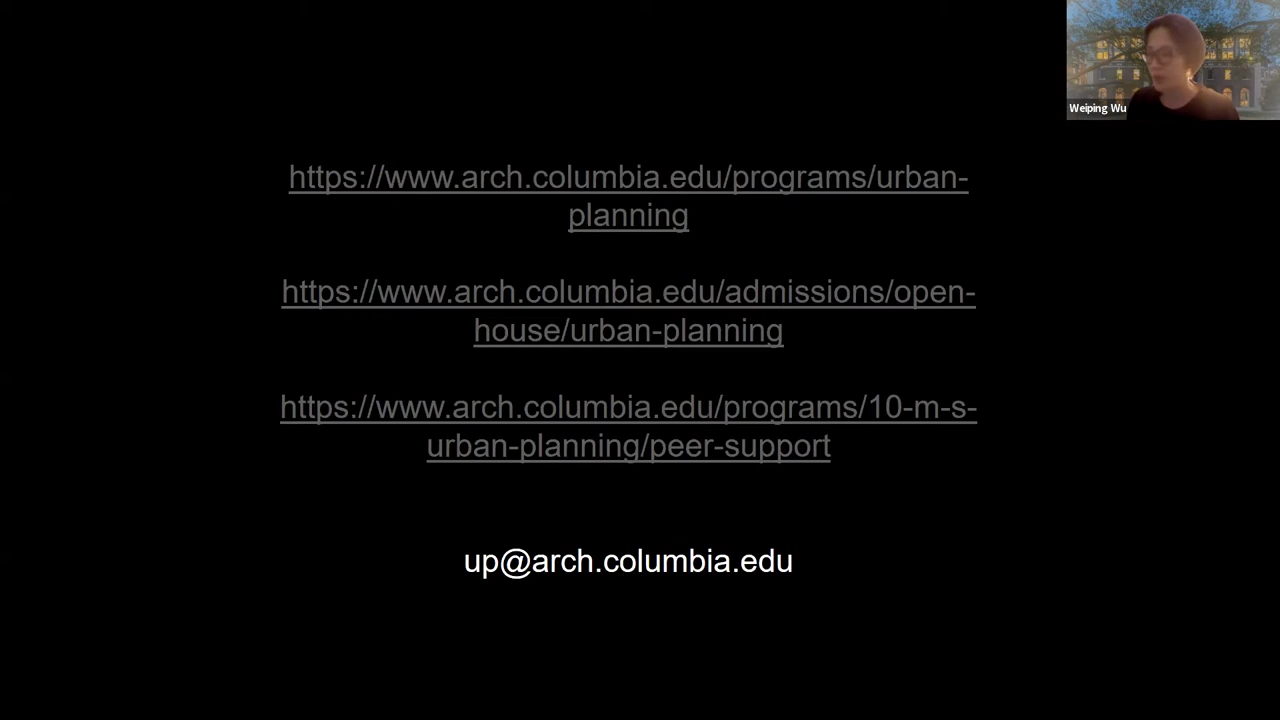 Weiping Wu
https://www.arch.columbia.edu/programs/urban-
planning
https://www.arch.columbia.edu/admissions/open-
house/urban-planning
https://www.arch.columbia.edu/programs/10-m-s-
urban-planning/peer-support
up@arch.columbia.edu